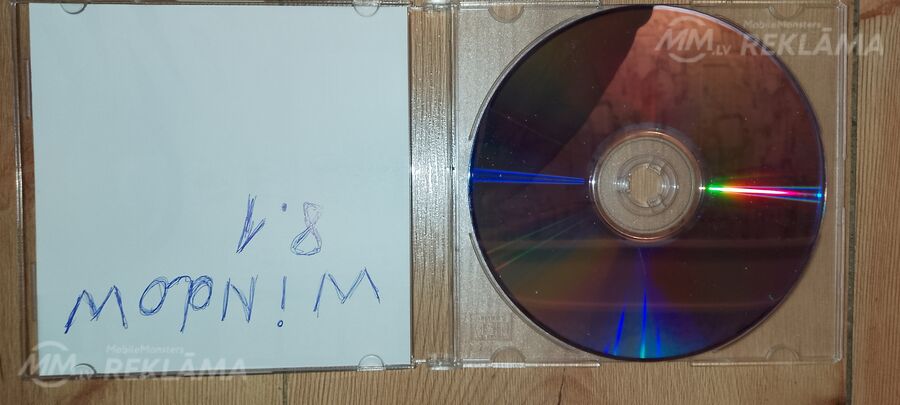 MM.LV MobileMonsters
REKLĀMA
WiNdoW
8.1
MM.LV MobileMonsters
REKLĀMA